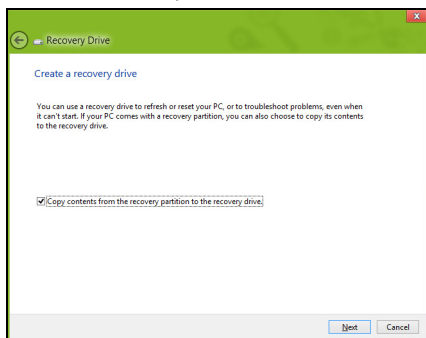 x
Recovery Drive
Create a recovery drive
You can use a recovery drive to refresh or reset your PC, or to troubleshoot problems, even when
it can't start. If your PC comes with a recovery partition, you can also choose to copy its contents
to the recovery drive.
Copy contents from the recovery partition to the recovery drive.
Next Cancel